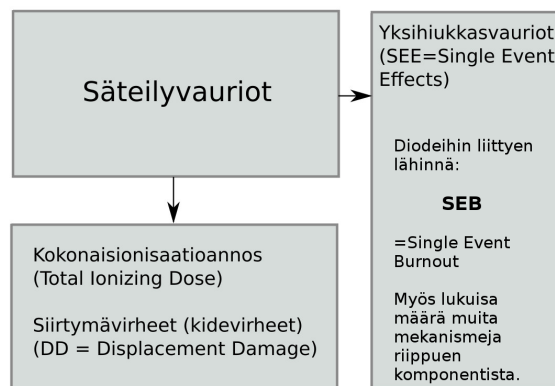 Säteilyvauriot
Yksihiukkasvauriot
(SEE=Single Event
Effects)
Diodeihin liittyen
lähinnä:
SEB
=Single Event
Burnout
Myös lukuisa
määrä muita
mekanismeja
riippuen
komponentista.
Kokonaisionisaatioannos
(Total Ionizing Dose)
Siirtymävirheet (kidevirheet)
(DD = Displacement Damage)